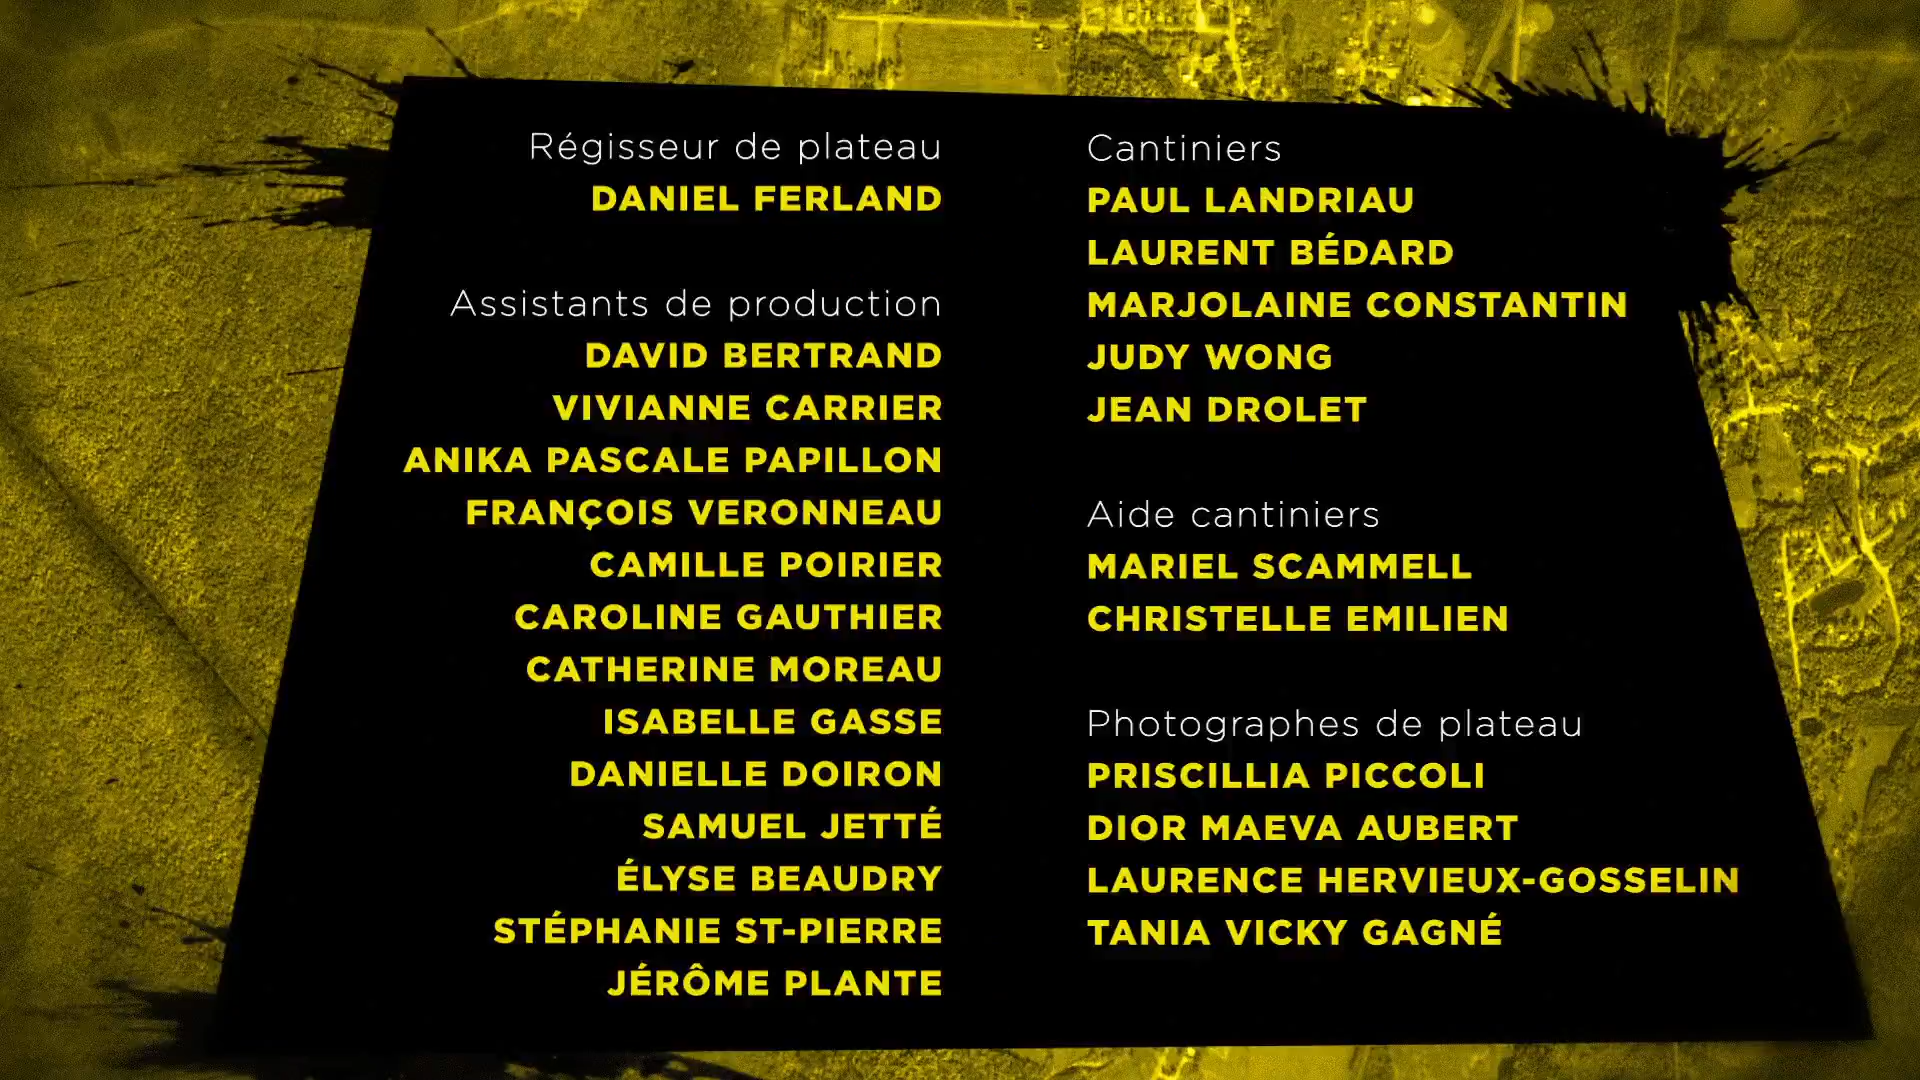 Régisseur de plateau
DANIEL FERLAND
Assistants de production
DAVID BERTRAND
VIVIANNE CARRIER
ANIKA PASCALE PAPILLON
FRANÇOIS VERONNEAU
CAMILLE POIRIER
CAROLINE GAUTHIER
CATHERINE MOREAU
ISABELLE GASSE
DANIELLE DOIRON
SAMUEL JETTÉ
ÉLYSE BEAUDRY
STÉPHANIE ST-PIERRE
JÉRÔME PLANTE
Cantiniers
PAUL LANDRIAU
LAURENT BÉDARD
MARJOLAINE CONSTANTIN
JUDY WONG
JEAN DROLET
Aide cantiniers
MARIEL SCAMMELL
CHRISTELLE EMILIEN
Photographes de plateau
PRISCILLIA PICCOLI
DIOR MAEVA AUBERT
LAURENCE HERVIEUX-GOSSELIN
TANIA VICKY GAGNÉ